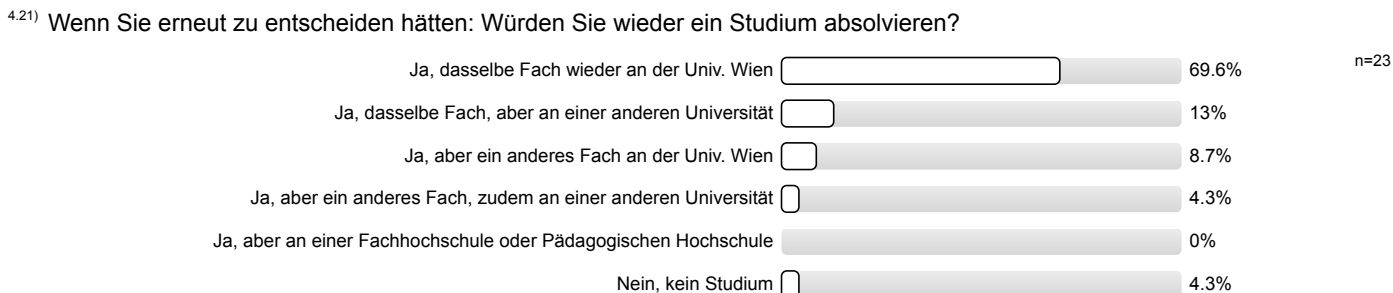 4.21) Wenn Sie erneut zu entscheiden hätten: Würden Sie wieder ein Studium absolvieren?
Ja, dasselbe Fach wieder an der Univ. Wien 69.6% n=23
Ja, dasselbe Fach, aber an einer anderen Universität 13%
Ja, aber ein anderes Fach an der Univ. Wien 8.7%
Ja, aber ein anderes Fach, zudem an einer anderen Universität 4.3%
Ja, aber an einer Fachhochschule oder Pädagogischen Hochschule 0%
Nein, kein Studium 4.3%